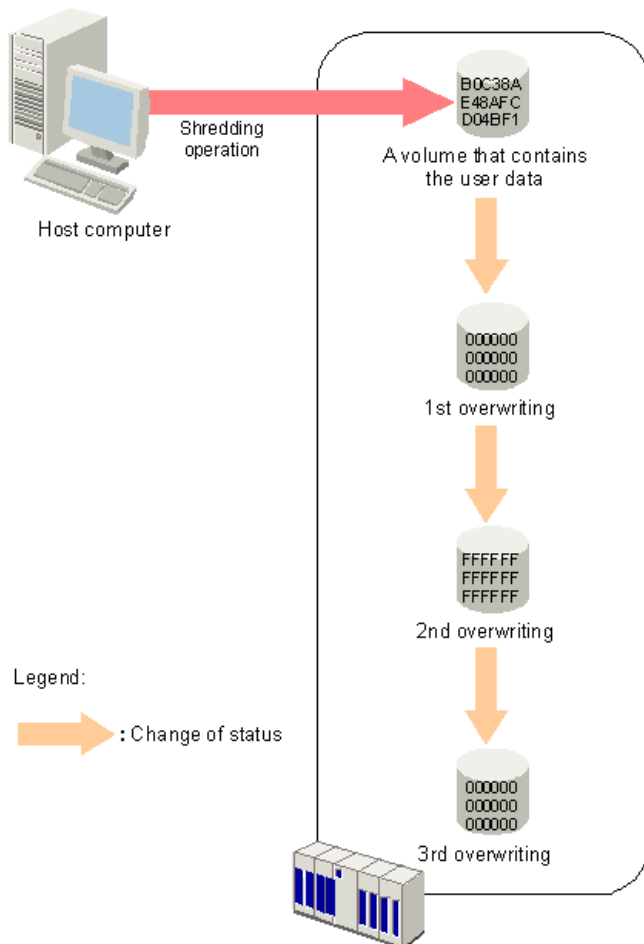 B0C38A
E48AFC
D04BF1
Shredding
operation
A volume that contains
the user data
Host computer
000000
000000
000000
1st overwriting
FFFFFF
FFFFFF
FFFFFF
2nd overwriting
Legend:
: Change of status
000000
000000
000000
3rd overwriting